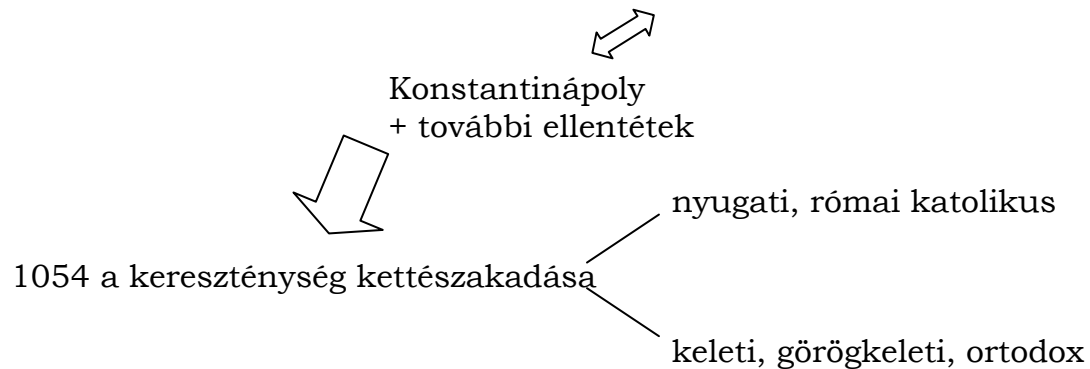 Konstantinápoly
+ további ellentétek
nyugati, római katolikus
1054 a kereszténység kettészakadása
keleti, görögkeleti, ortodox